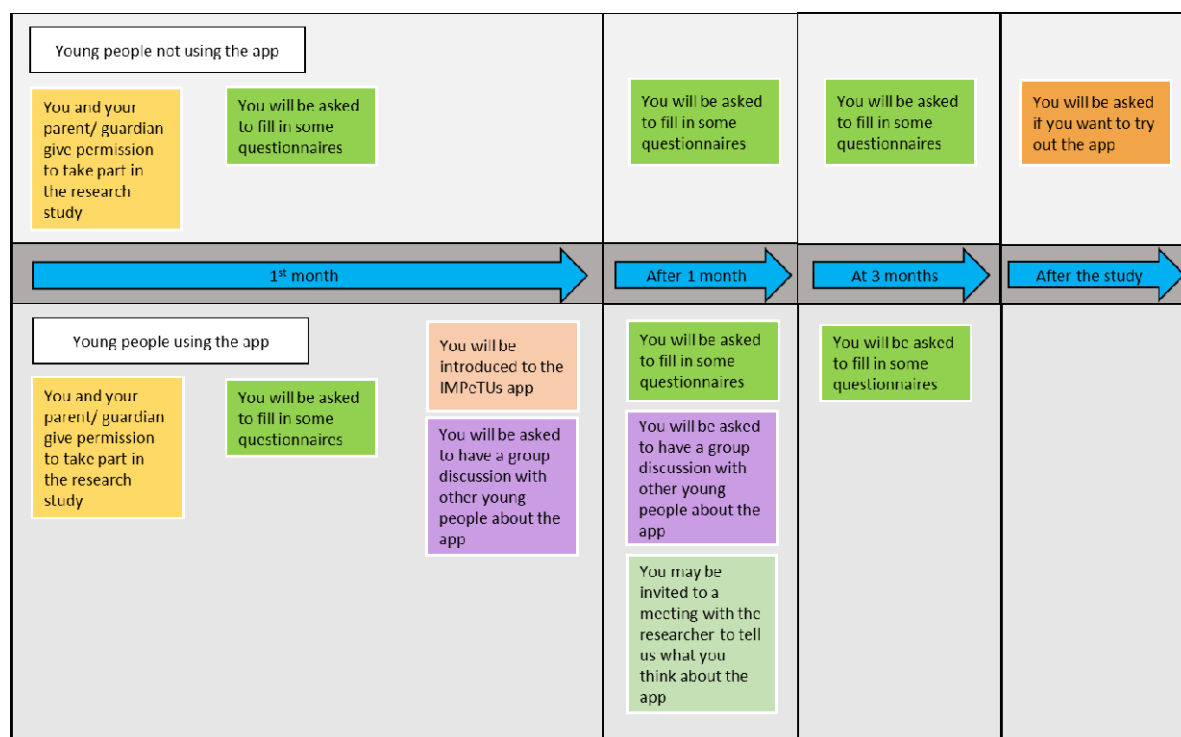 Young people not using the app
You and your
parent/ guardian
give permission
to take part in
the research
study
You will be asked
to fill in some
questionnaires
You will be asked
to fill in some
questionnaires
You will be asked
to fill in some
questionnaires
You will be asked
if you want to try
out the app
1st month
After 1 month
At 3 months
After the study
Young people using the app
You and your
parent/ guardian
give permission
to take part in
the research
study
You will be asked
to fill in some
questionnaires
You will be
introduced to the
IMPeTUs app
You will be asked
to have a group
discussion with
other young
people about the
app
You will be asked
to fill in some
questionnaires
You will be asked
to have a group
discussion with
other young
people about the
app
You may be
invited to a
meeting with the
researcher to tell
us what you
think about the
app
You will be asked
to fill in some
questionnaires